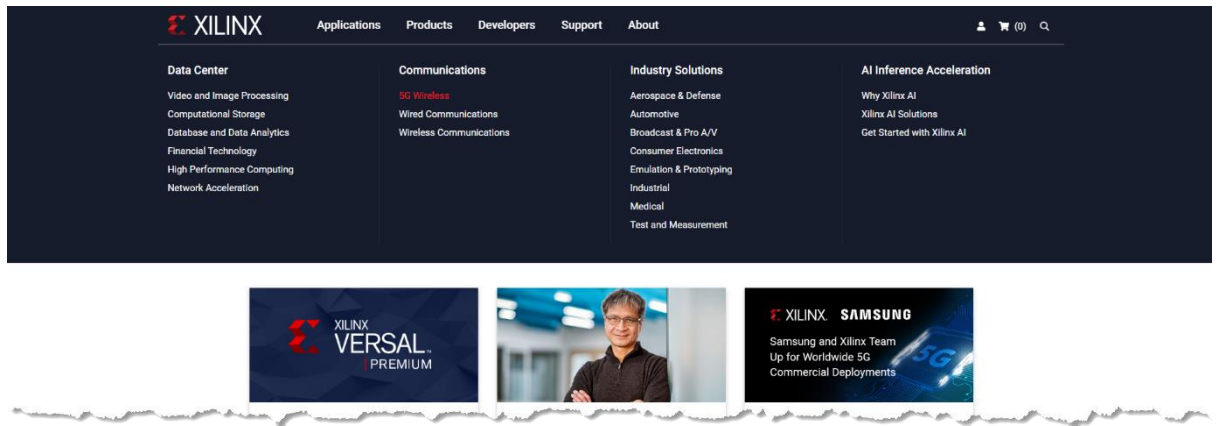 XILINX
Applications Products Developers Support About (0)
Data Center
Video and Image Processing
Computational Storage
Database and Data Analytics
Financial Technology
High Performance Computing
Network Acceleration
Communications
5G Wireless
Wired Communications
Wireless Communications
Industry Solutions
Aerospace & Defense
Automotive
Broadcast & Pro A/V
Consumer Electronics
Emulation & Prototyping
Industrial
Medical
Test and Measurement
AI Inference Acceleration
Why Xilinx AI
Xilinx AI Solutions
Get Started with Xilinx AI
XILINX
VERSAL™
PREMIUM
XILINX. SAMSUNG
Samsung and Xilinx Team
Up for Worldwide 5G
Commercial Deployments
5G